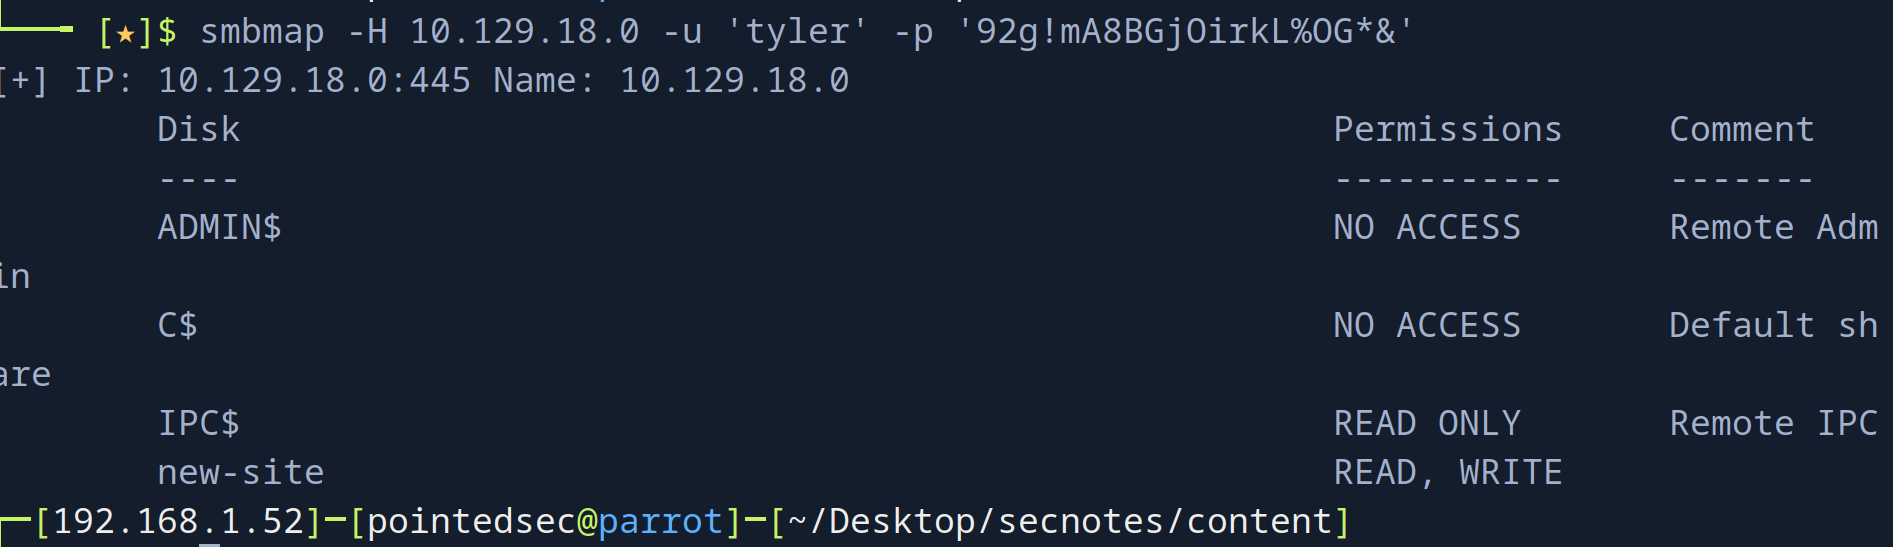 [★]$ smbmap -H 10.129.18.0 -u 'tyler' -p '92g!mA8BGjOirkL%OG*&'
[+] IP: 10.129.18.0:445 Name: 10.129.18.0
Disk Permissions Comment
---- ----------- -------
ADMIN$ NO ACCESS Remote Adm
in
C$ NO ACCESS Default sh
are
IPC$ READ ONLY Remote IPC
new-site READ, WRITE
[192.168.1.52]-[pointedsec@parrot]-[~/Desktop/secnotes/content]